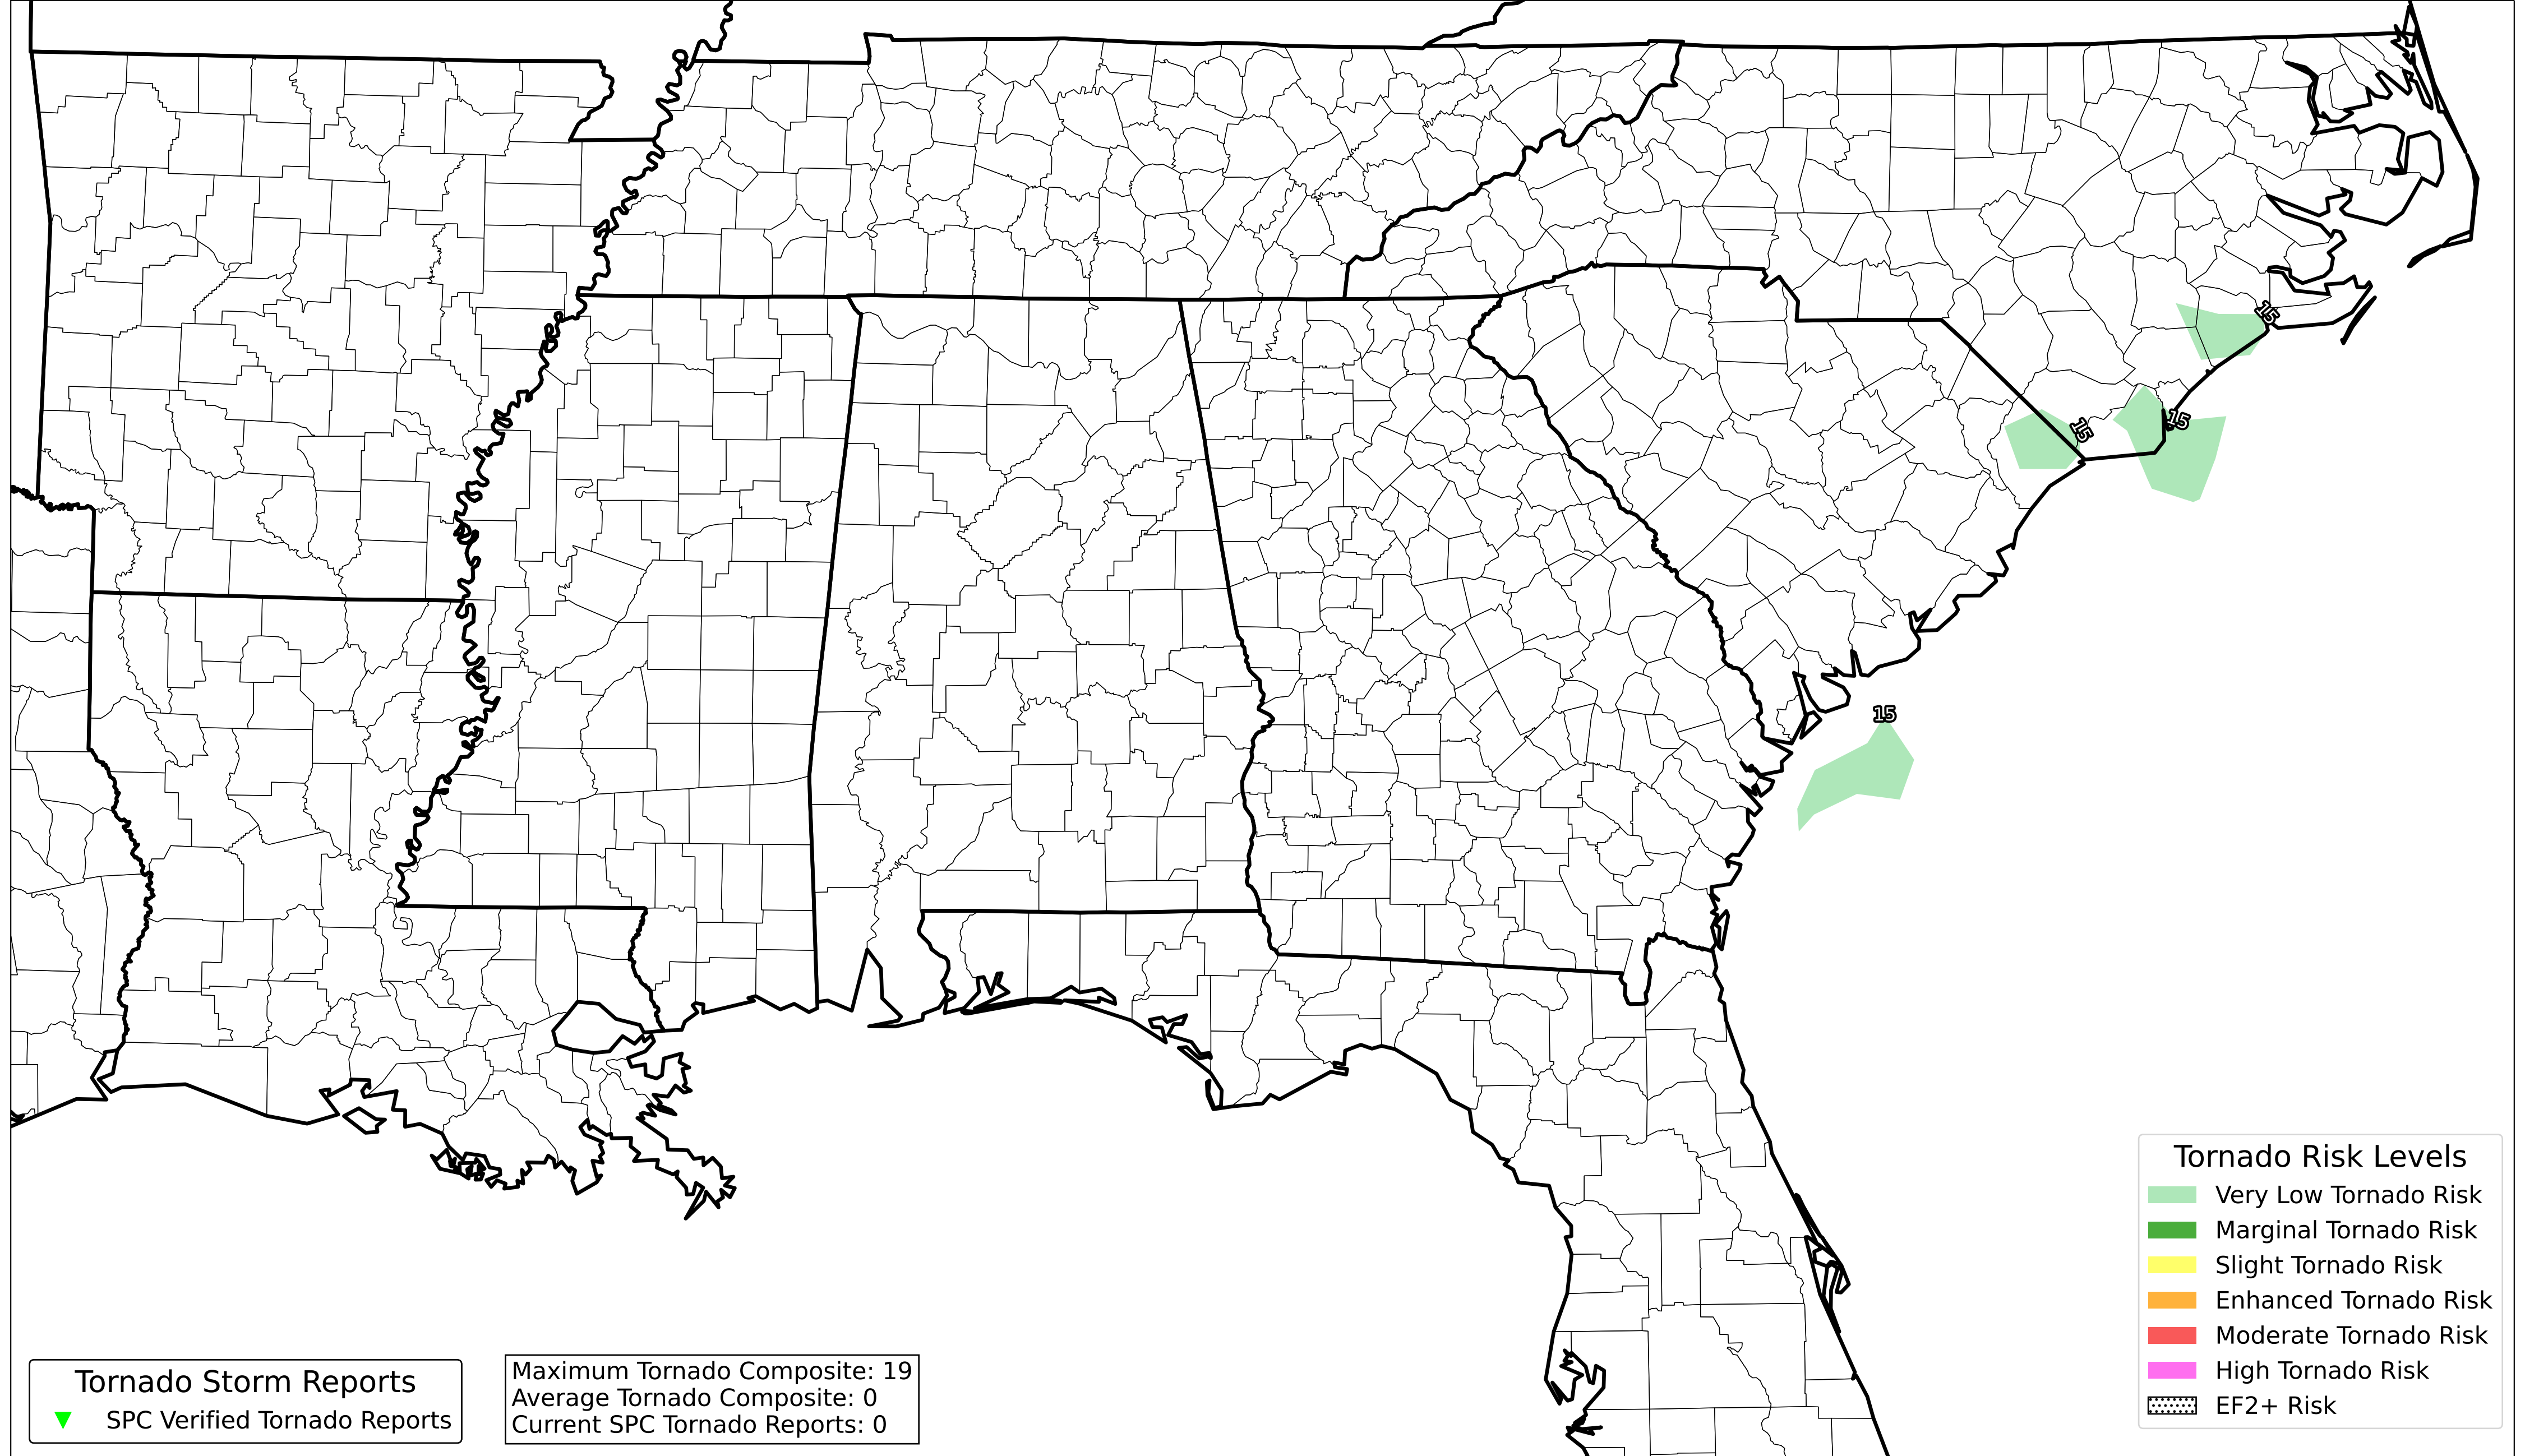 15
15
15
15
Tornado Risk Levels
Very Low Tornado Risk
Marginal Tornado Risk
Slight Tornado Risk
Enhanced Tornado Risk
Moderate Tornado Risk
High Tornado Risk
EF2+ Risk
Tornado Storm Reports
SPC Verified Tornado Reports
Maximum Tornado Composite: 19
Average Tornado Composite: 0
Current SPC Tornado Reports: 0